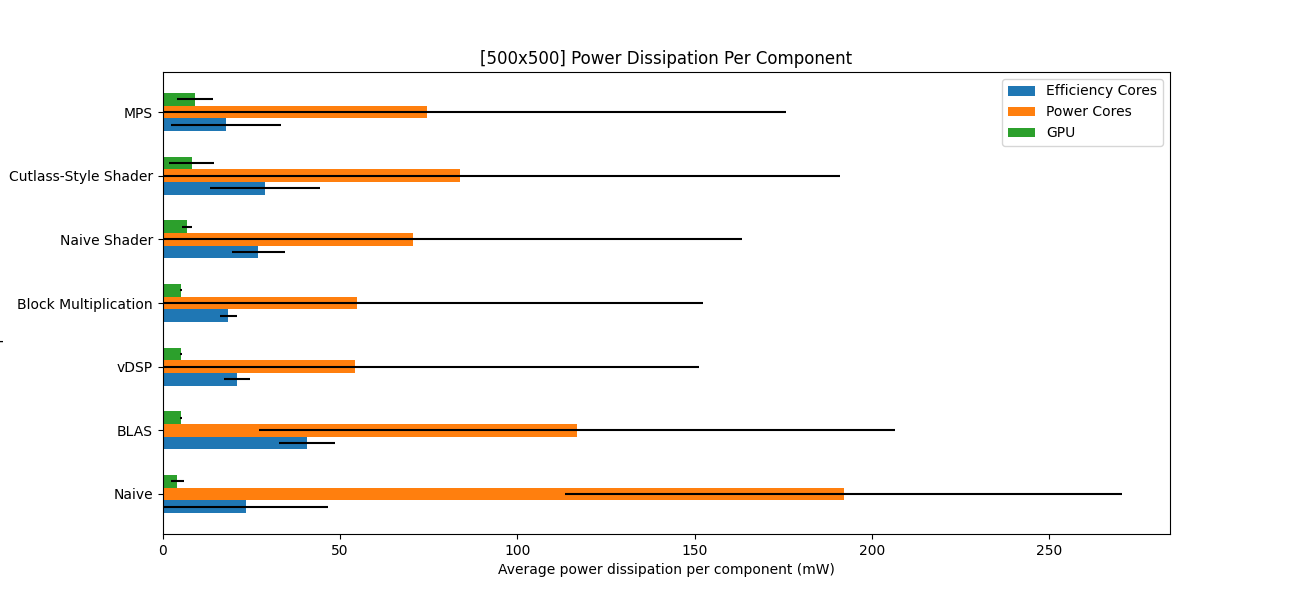 [500x500] Power Dissipation Per Component
Efficiency Cores
Power Cores
GPU
MPS
Cutlass-Style Shader
Naive Shader
Block Multiplication
vDSP
BLAS
Naive
0 50 100 150 200 250
Average power dissipation per component (mW)